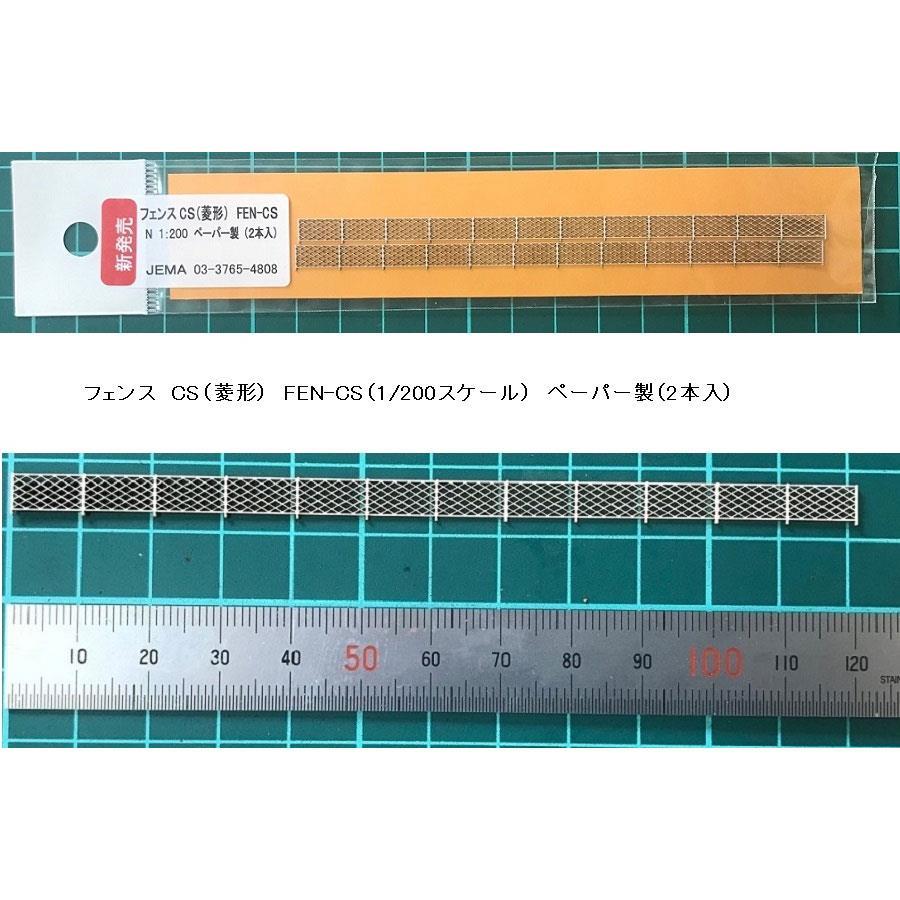 新発売
フェンスCS(菱形) FEN-CS
N 1:200 ペーパー製 (2本入)
JEMA 03-3765-4808
フェンス CS(菱形) FEN-CS(1/200スケール) ペーパー製(2本入)
10 20 30 40 50 60 70 80 90 100 110 120
STAIN